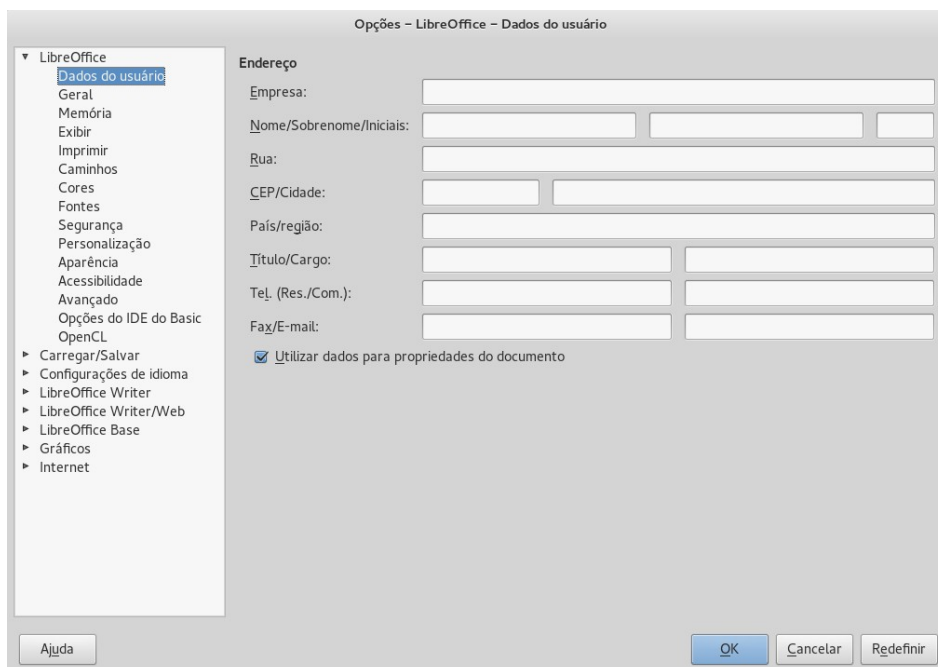 Opções – LibreOffice – Dados do usuário
LibreOffice
Dados do usuário
Geral
Memória
Exibir
Imprimir
Caminhos
Cores
Fontes
Segurança
Personalização
Aparência
Acessibilidade
Avançado
Opções do IDE do Basic
OpenCL
Carregar/Salvar
Configurações de idioma
LibreOffice Writer
LibreOffice Writer/Web
LibreOffice Base
Gráficos
Internet
Endereço
Empresa:
Nome/Sobrenome/Iniciais:
Rua:
CEP/Cidade:
País/região:
Título/Cargo:
Tel. (Res./Com.):
Fax/E-mail:
Utilizar dados para propriedades do documento
Ajuda
OK
Cancelar
Redefinir